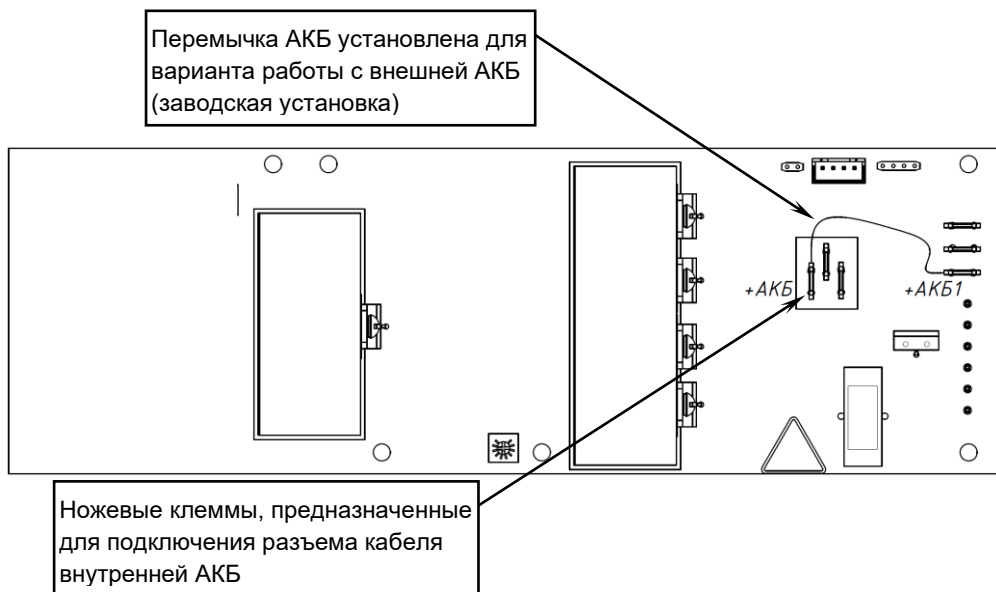 Перемычка АКБ установлена для
варианта работы с внешней АКБ
(заводская установка)
+АКБ
+АКБ1
Ножевые клеммы, предназначенные
для подключения разъема кабеля
внутренней АКБ